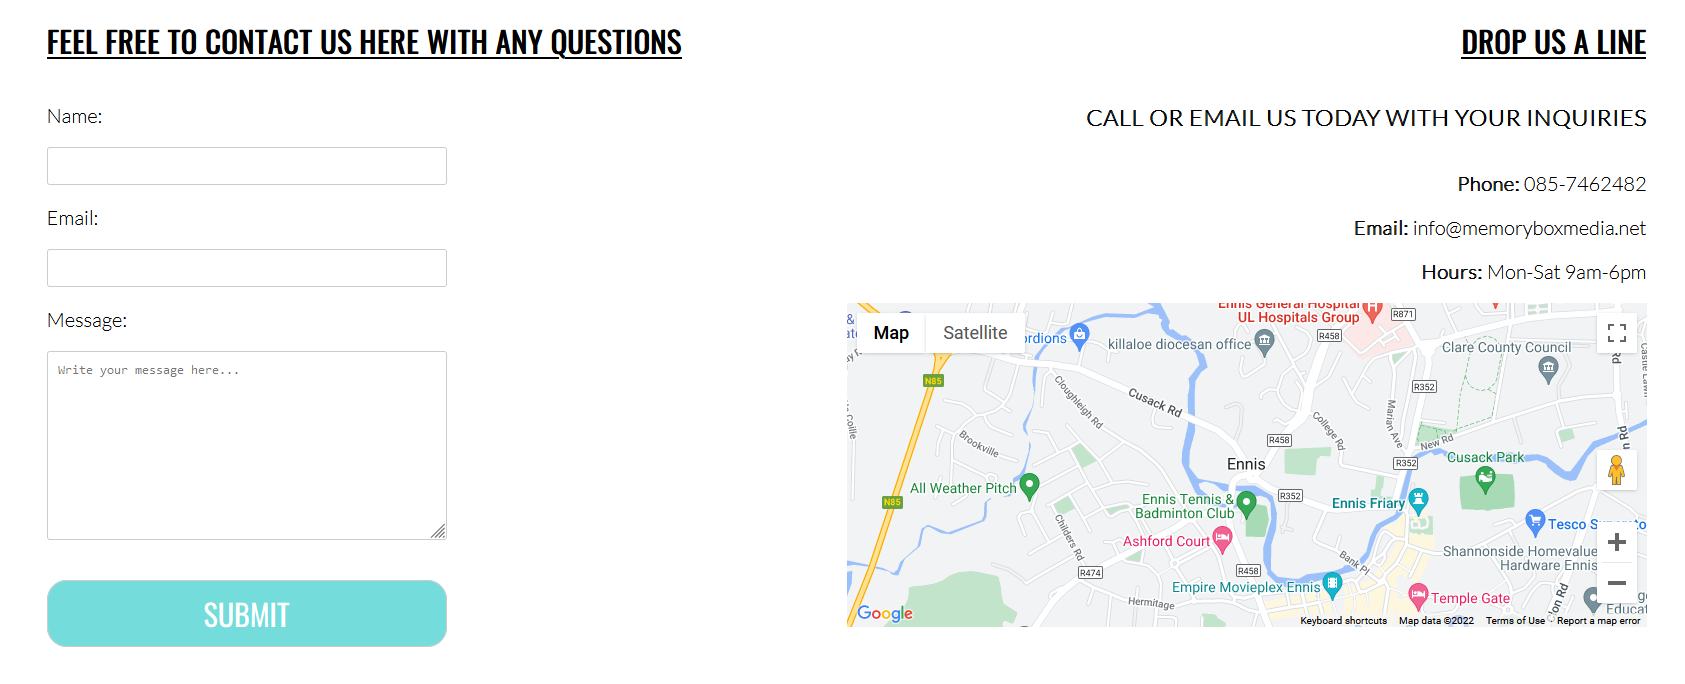 FEEL FREE TO CONTACT US HERE WITH ANY QUESTIONS
Name:
Email:
Message:
Write your message here...
SUBMIT
DROP US A LINE
CALL OR EMAIL US TODAY WITH YOUR INQUIRIES
Phone: 085-7462482
Email: info@memoryboxmedia.net
Hours: Mon-Sat 9am-6pm
Map
Satellite
Ennis General Hospital
UL Hospitals Group
R871
R458
killaloe diocesan office
Clare County Council
N85
R352
Cloughleigh Rd
Cusack Rd
Marian Ave
College Rd
New Rd
Brookville
R458
Ennis
R352
Cusack Park
All Weather Pitch
N85
Ennis Tennis &
Badminton Club
R352
Ennis Friary
Childers Rd
Ashford Court
Tesco
Shannonside Homevalue
Hardware Ennis
Bank Pl
R474
R458
Empire Movieplex Ennis
Temple Gate
Hermitage
Google
Keyboard shortcuts
Map data ©2022
Terms of Use
Report a map error